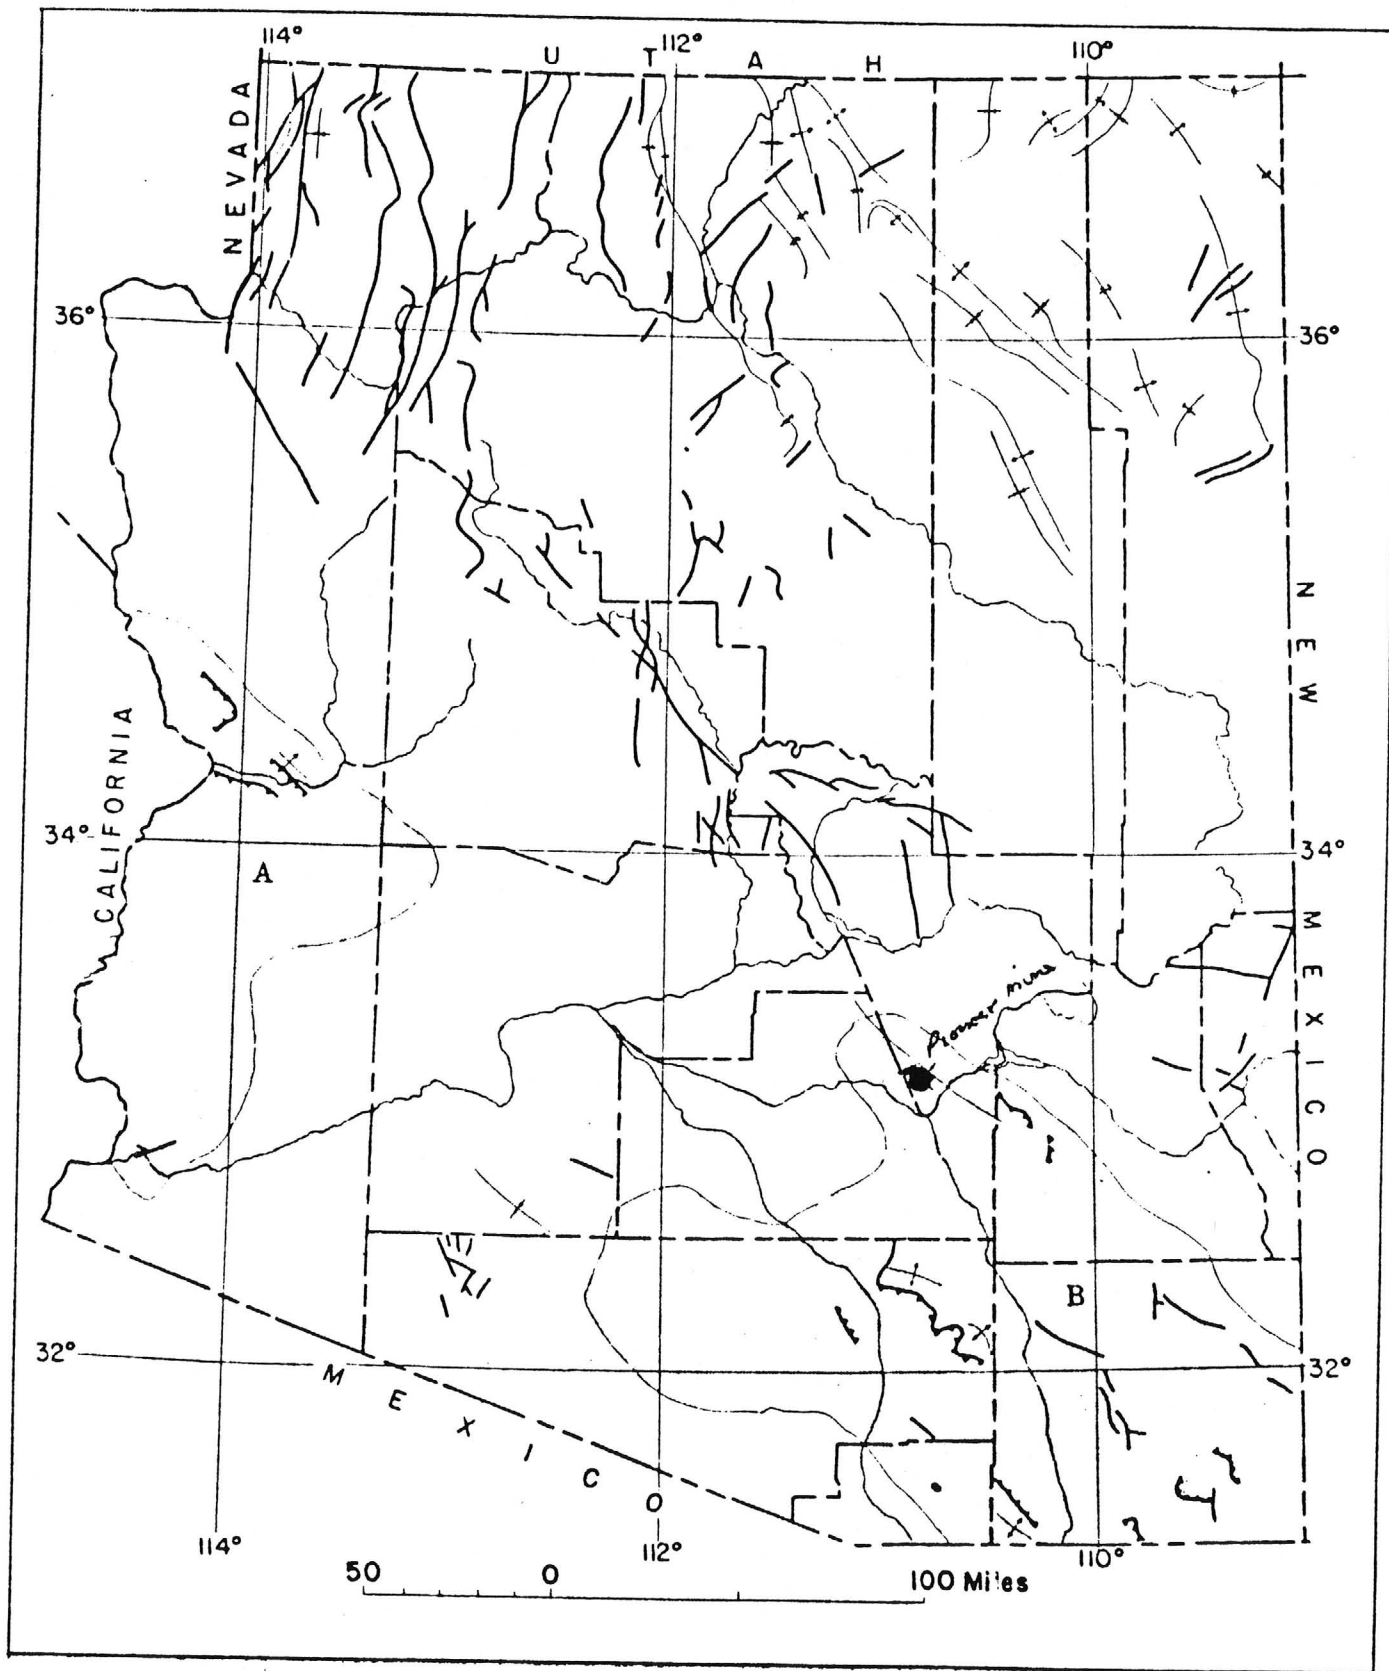 114° 112° 110°
U T A H
NEVADA
36° 36°
NEW MEXICO
CALIFORNIA
34° 34°
A
Pioneer mine
B
32° 32°
MEXICO
114° 112° 110°
50 0 100 Miles